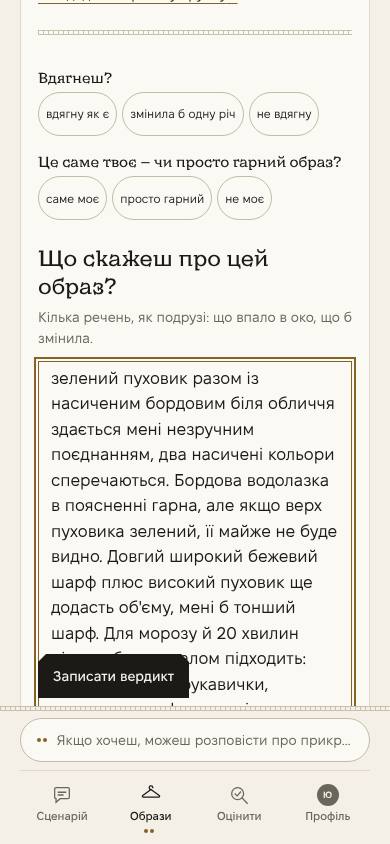 Вдягнеш?
вдягну як є
змінила б одну річ
не вдягну
Це саме твоє — чи просто гарний образ?
саме моє
просто гарний
не моє
Що скажеш про цей
образ?
Кілька речень, як подрузі: що впало в око, що б
змінила.
зелений пуховик разом із
насиченим бордовим біля обличчя
здається мені незручним
поєднанням, два насичені кольори
сперечаються. Бордова водолазка
в поясненні гарна, але якщо верх
пуховика зелений, її майже не буде
видно. Довгий широкий бежевий
шарф плюс високий пуховик ще
додасть об'єму, мені б тонший
шарф. Для морозу й 20 хвилин
підходить:
рукавички,
Записати вердикт
Якщо хочеш, можеш розповісти про прикр...
Сценарій
Образи
Оцінити
Ю
Профіль